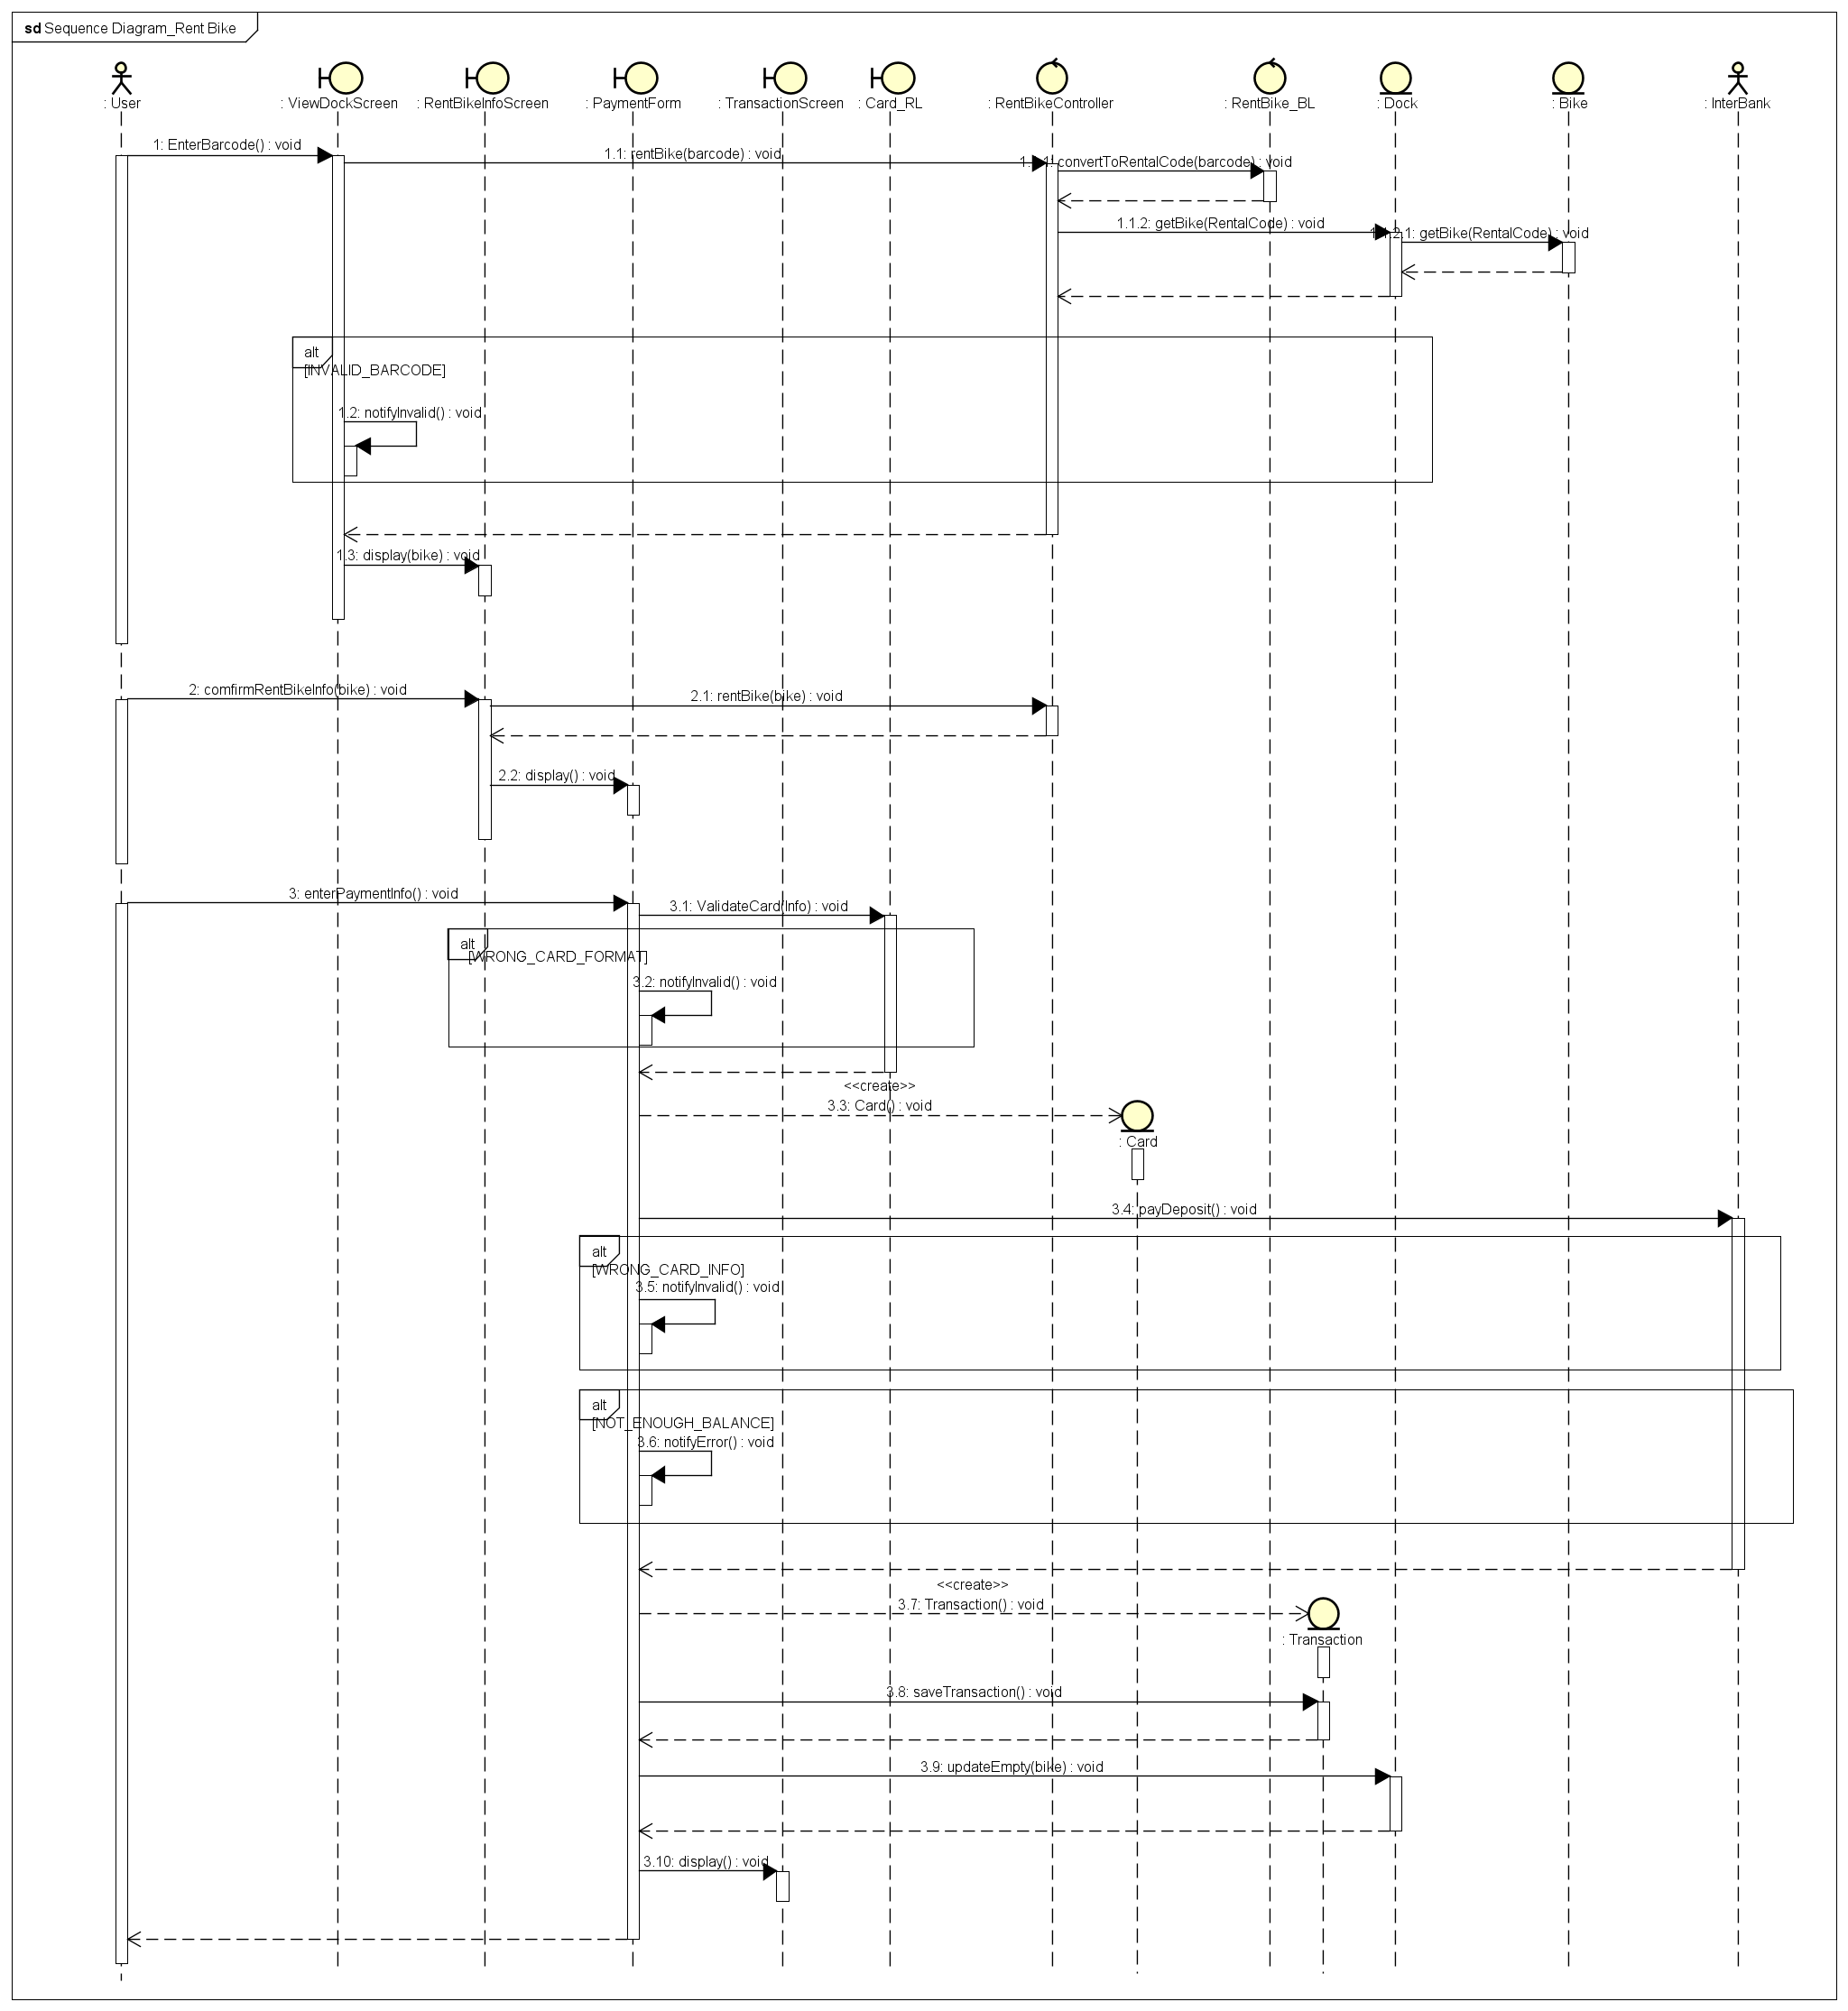 sd Sequence Diagram_Rent Bike
: User
: ViewDockScreen
: RentBikeInfoScreen
: PaymentForm
: TransactionScreen
: Card_RL
: RentBikeController
: RentBike_BL
: Dock
: Bike
: InterBank
1: EnterBarcode() : void
1.1: rentBike(barcode) : void
1.1.1: convertToRentalCode(barcode) : void
1.1.2: getBike(RentalCode) : void
1.1.2.1: getBike(RentalCode) : void
alt
[INVALID_BARCODE]
1.2: notifyInvalid() : void
1.3: display(bike) : void
2: comfirmRentBikeInfo(bike) : void
2.1: rentBike(bike) : void
2.2: display() : void
3: enterPaymentInfo() : void
3.1: ValidateCard(Info) : void
alt
[WRONG_CARD_FORMAT]
3.2: notifyInvalid() : void
<<create>>
3.3: Card() : void
: Card
3.4: payDeposit() : void
alt
[WRONG_CARD_INFO]
3.5: notifyInvalid() : void
alt
[NOT_ENOUGH_BALANCE]
3.6: notifyError() : void
<<create>>
3.7: Transaction() : void
: Transaction
3.8: saveTransaction() : void
3.9: updateEmpty(bike) : void
3.10: display() : void